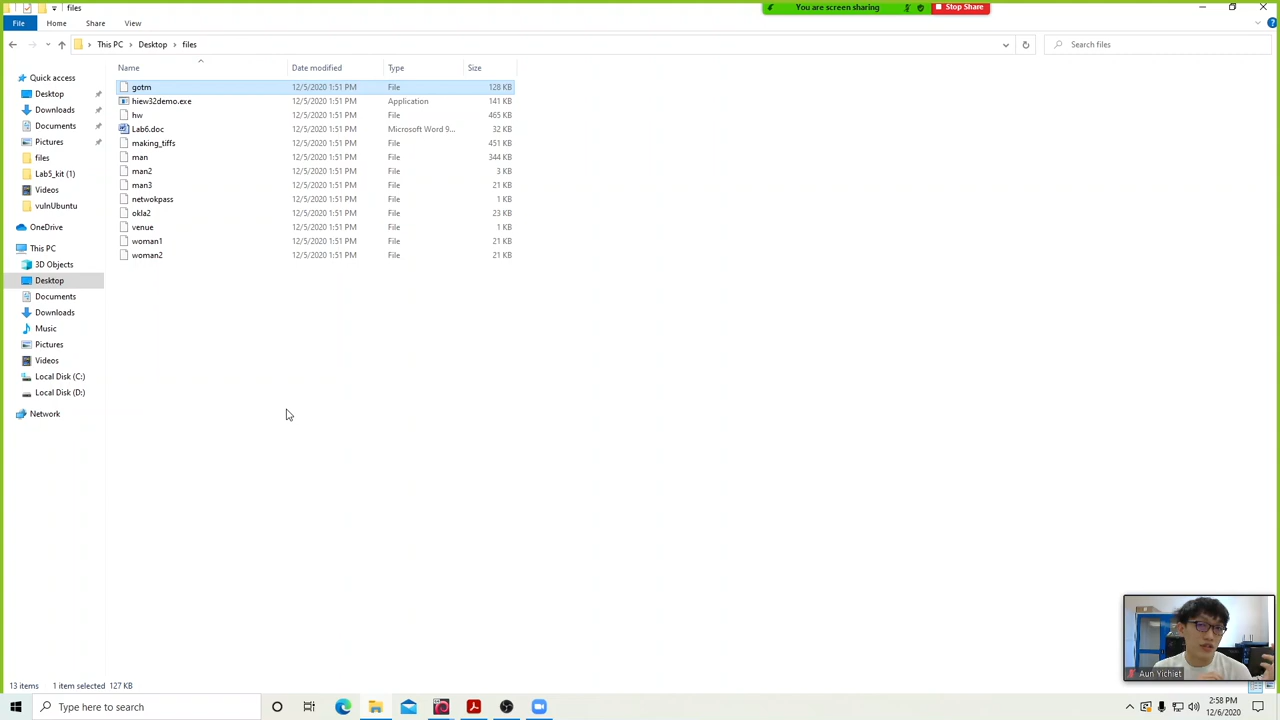 files
You are screen sharing
Stop Share
File Home Share View
This PC Desktop files
Search files
Name Date modified Type Size
Quick access
Desktop
Downloads
Documents
Pictures
files
Lab5_kit (1)
Videos
vulnUbuntu
OneDrive
This PC
3D Objects
Desktop
Documents
Downloads
Music
Pictures
Videos
Local Disk (C:)
Local Disk (D:)
Network
gotm 12/5/2020 1:51 PM File 128 KB
hiew32demo.exe 12/5/2020 1:51 PM Application 141 KB
hw 12/5/2020 1:51 PM File 465 KB
Lab6.doc 12/5/2020 1:51 PM Microsoft Word 9... 32 KB
making_tiffs 12/5/2020 1:51 PM File 451 KB
man 12/5/2020 1:51 PM File 344 KB
man2 12/5/2020 1:51 PM File 3 KB
man3 12/5/2020 1:51 PM File 21 KB
netwokpass 12/5/2020 1:51 PM File 1 KB
okla2 12/5/2020 1:51 PM File 23 KB
venue 12/5/2020 1:51 PM File 1 KB
woman1 12/5/2020 1:51 PM File 21 KB
woman2 12/5/2020 1:51 PM File 21 KB
Aun Yichiet
13 items 1 item selected 127 KB
Type here to search
2:58 PM
12/6/2020